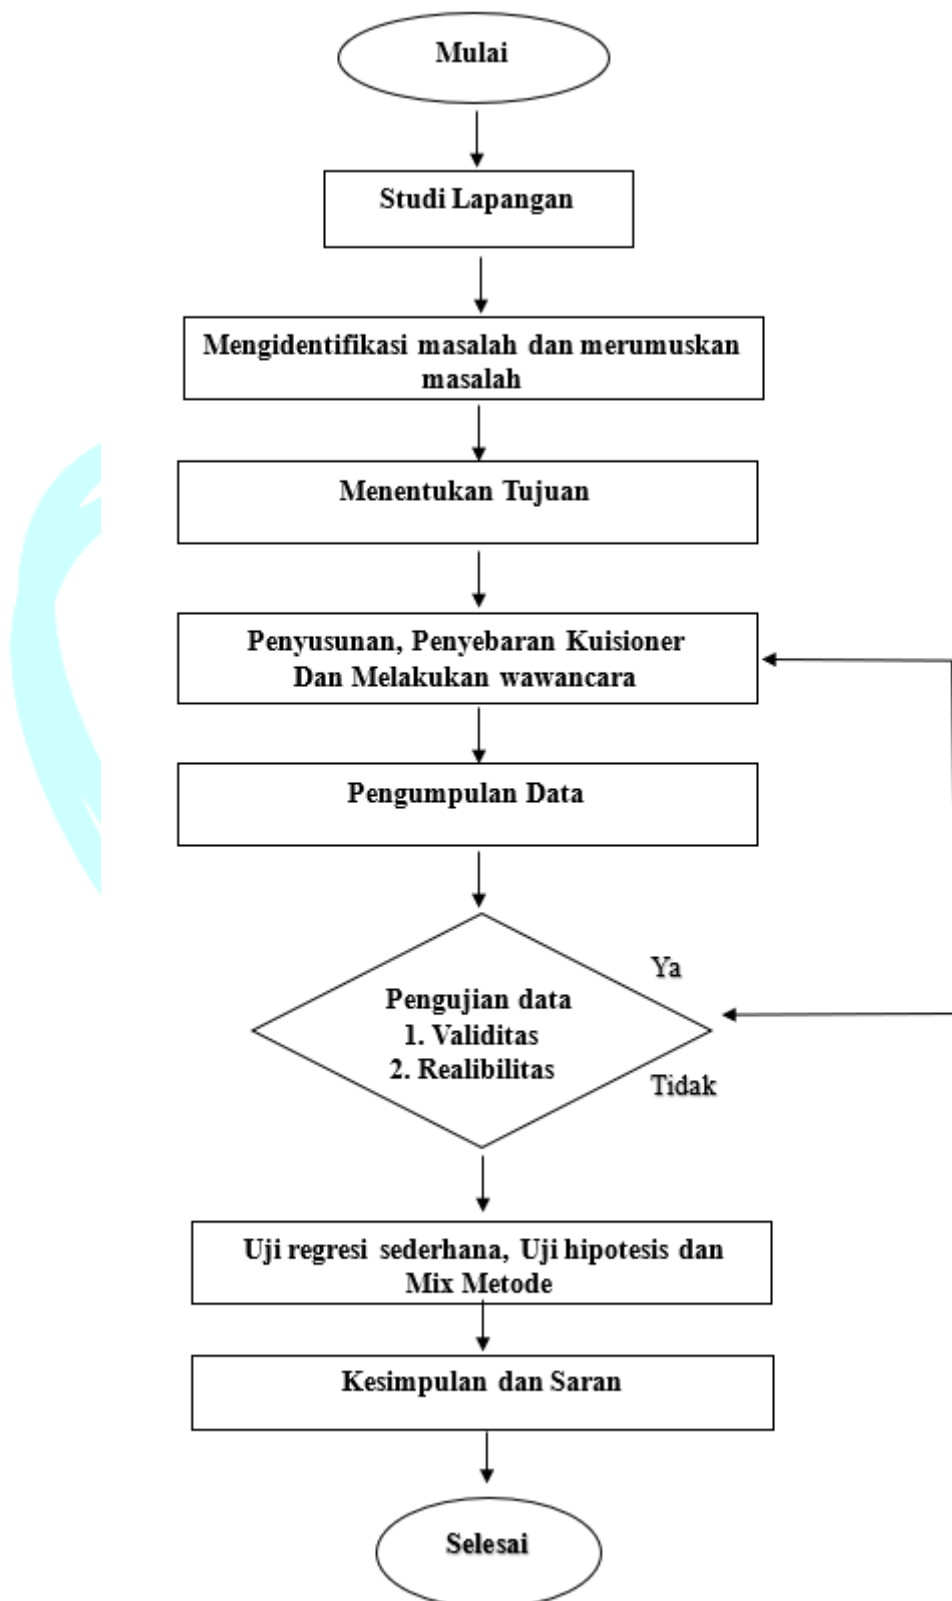 Mulai
Studi Lapangan
Mengidentifikasi masalah dan merumuskan
masalah
Menentukan Tujuan
Penyusunan, Penyebaran Kuisioner
Dan Melakukan wawancara
Pengumpulan Data
Ya
Pengujian data
1. Validitas
2. Realibilitas
Tidak
Uji regresi sederhana, Uji hipotesis dan
Mix Metode
Kesimpulan dan Saran
Selesai